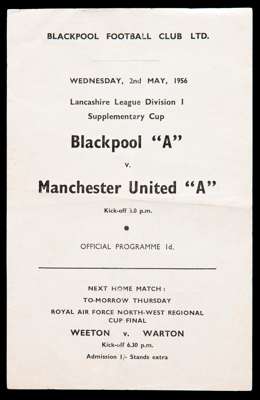 BLACKPOOL FOOTBALL CLUB LTD.
WEDNESDAY, 2ND MAY, 1956
Lancashire League Division 1
Supplementary Cup
Blackpool "A"
v.
Manchester United "A"
Kick-off p.m.
OFFICIAL PROGRAMME 1d.
NEXT HOME MATCH:
TO-MORROW THURSDAY
ROYAL AIR FORCE NORTH-WEST REGIONAL
CUP FINAL
WEETON v. WARTON
Kick-off 6.30 p.m.
Admission 1/- Stands extra